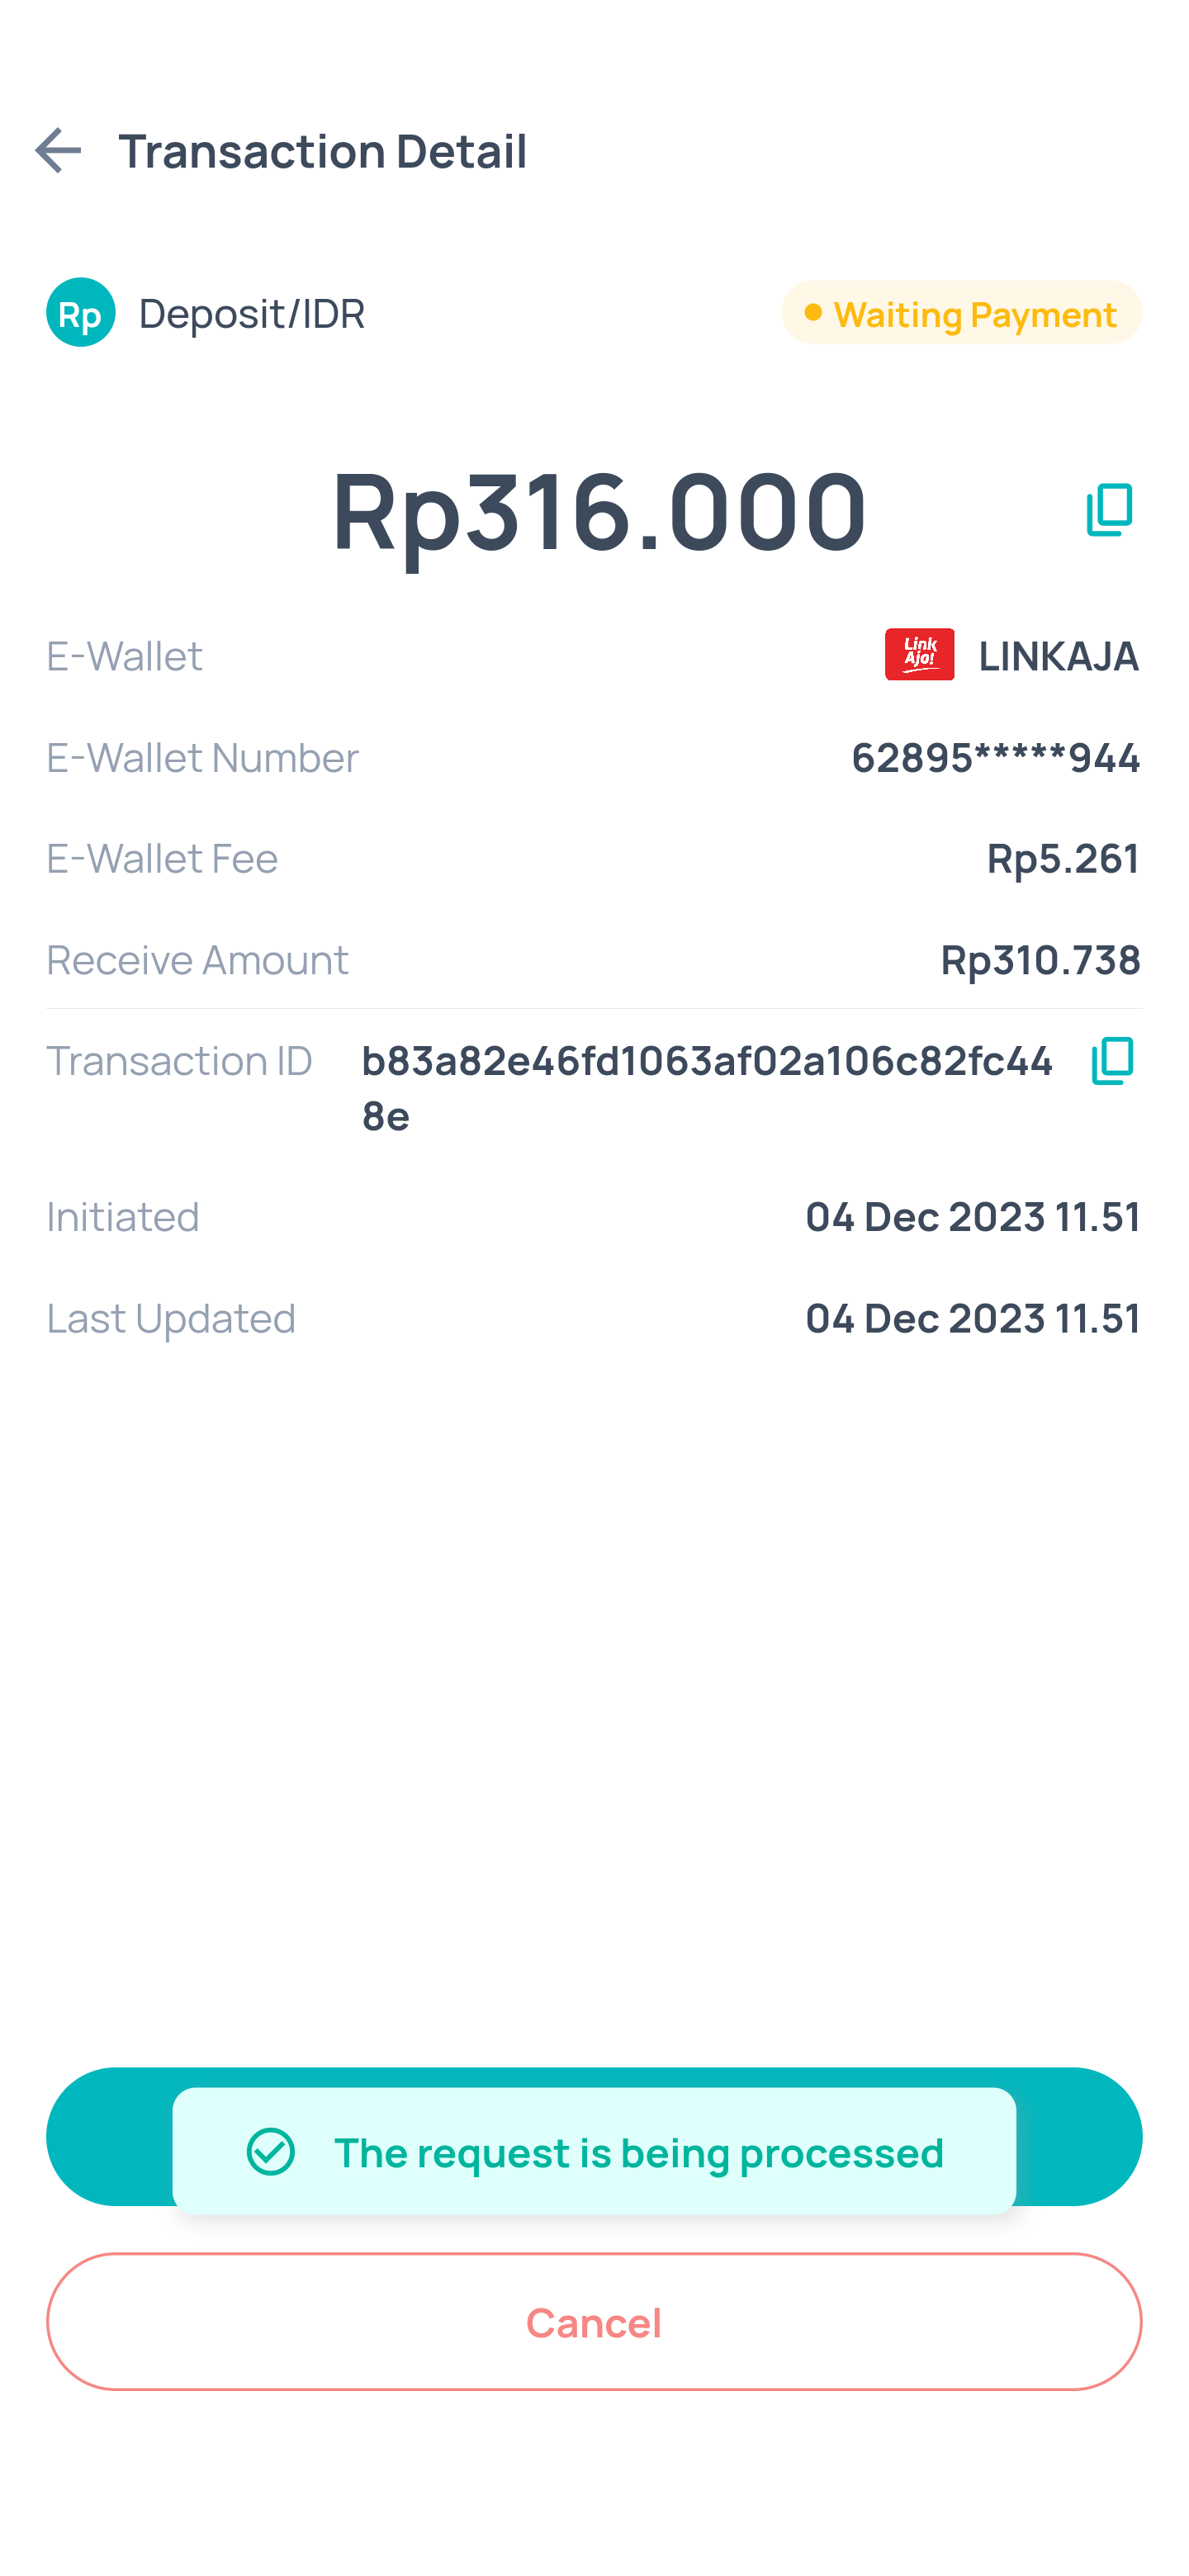 Transaction Detail
Rp Deposit/IDR Waiting Payment
Rp316.000
E-Wallet Link Aja! LINKAJA
E-Wallet Number 62895*****944
E-Wallet Fee Rp5.261
Receive Amount Rp310.738
Transaction ID b83a82e46fd1063af02a106c82fc44
8e
Initiated 04 Dec 2023 11.51
Last Updated 04 Dec 2023 11.51
The request is being processed
Cancel